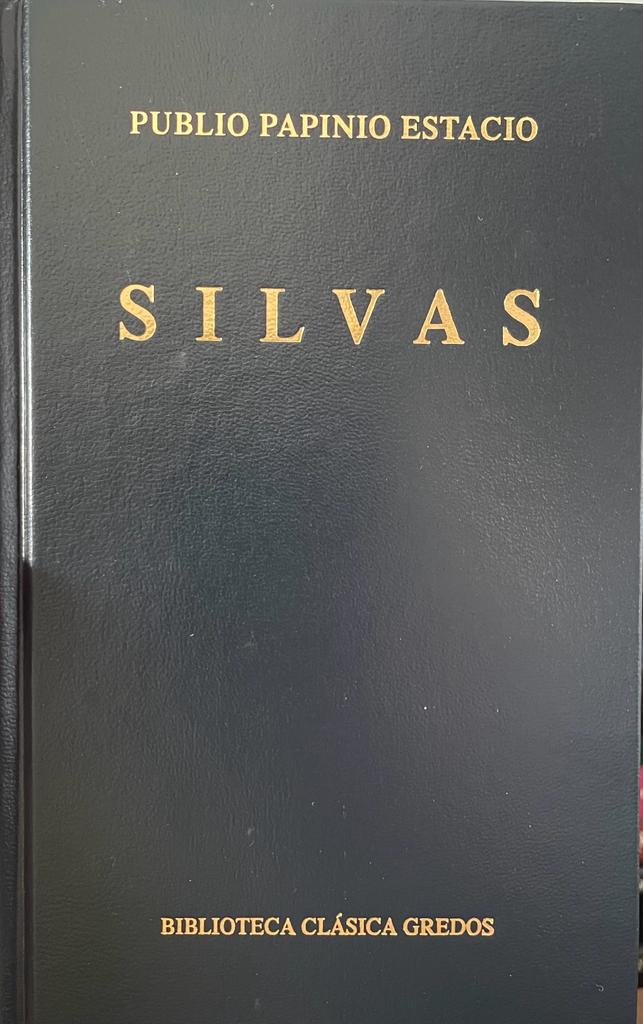 PUBLIO PAPINIO ESTACIO
SILVAS
BIBLIOTECA CLÁSICA GREDOS